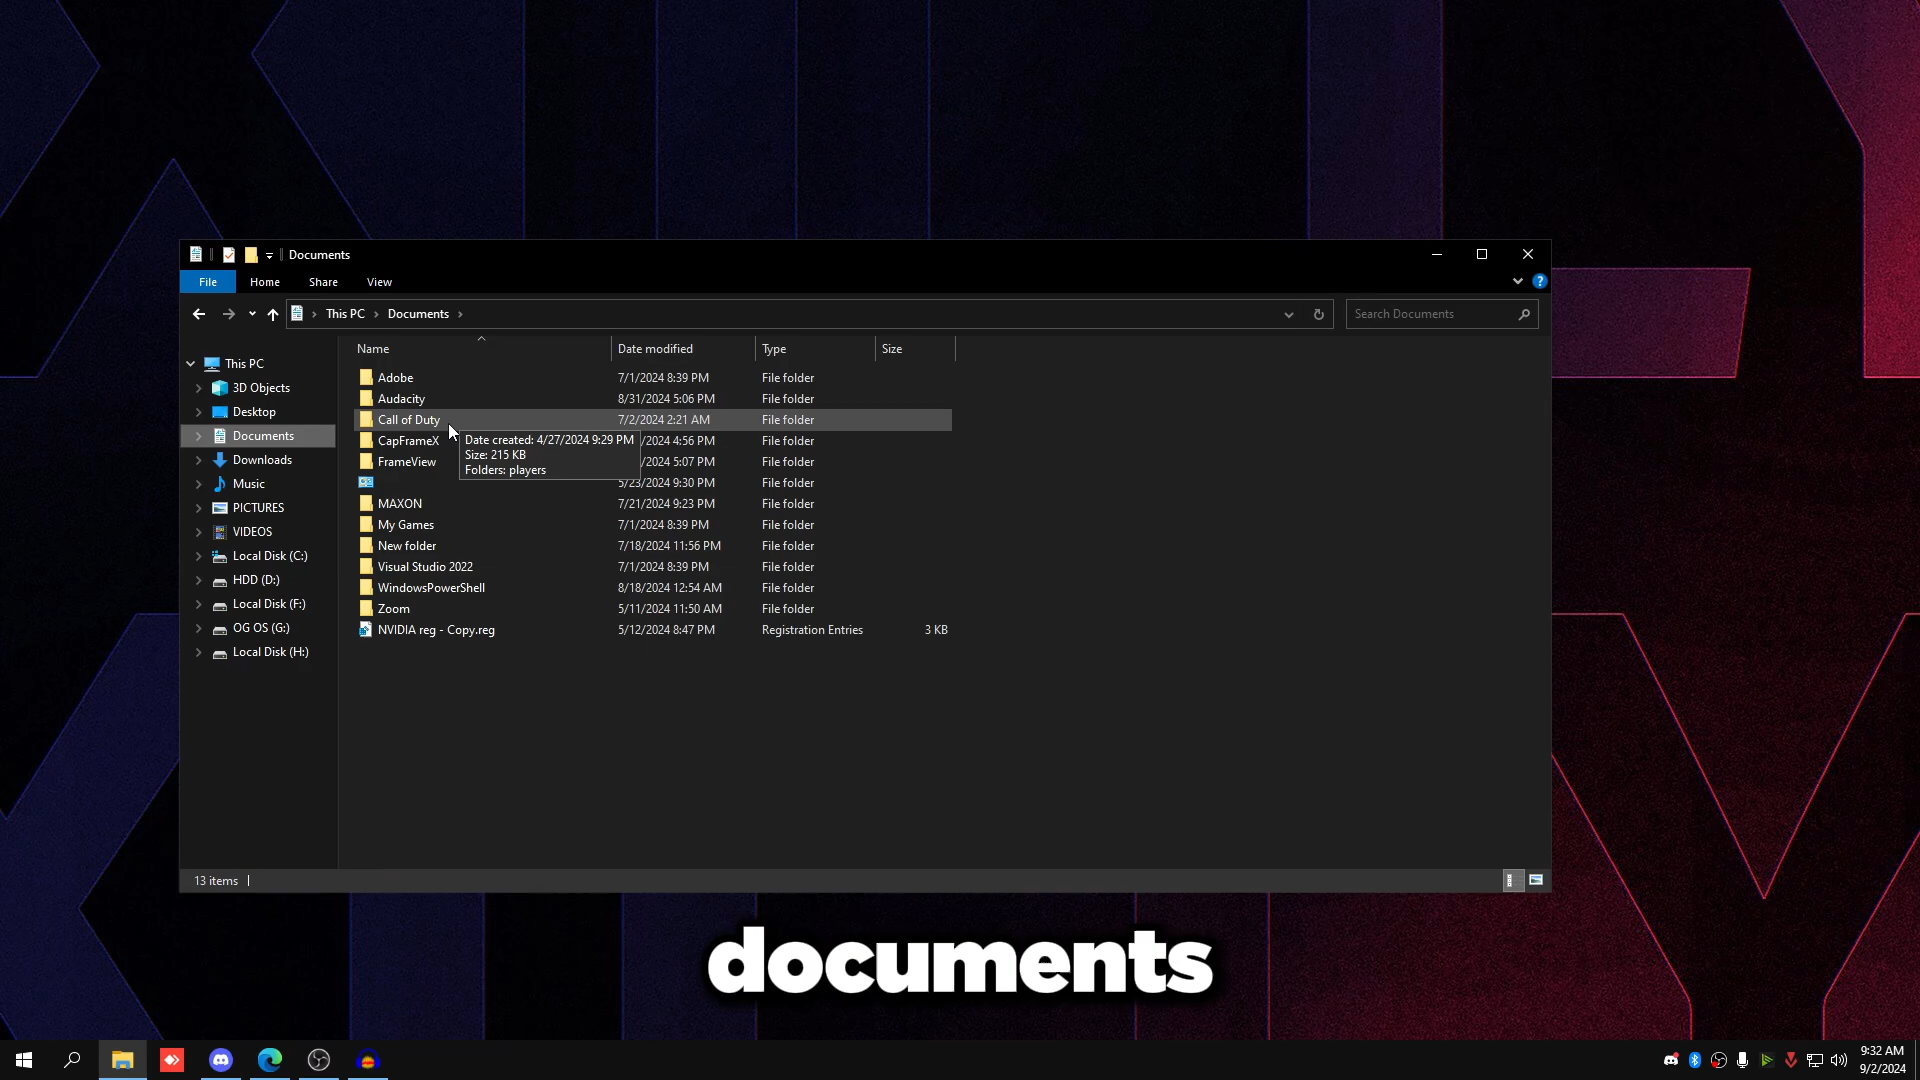 Documents
File Home Share View
This PC Documents
Search Documents
Name Date modified Type Size
This PC
3D Objects
Desktop
Documents
Downloads
Music
PICTURES
VIDEOS
Local Disk (C:)
HDD (D:)
Local Disk (F:)
OG OS (G:)
Local Disk (H:)
Adobe 7/1/2024 8:39 PM File folder
Audacity 8/31/2024 5:06 PM File folder
Call of Duty 7/2/2024 2:21 AM File folder
CapFrameX /2024 4:56 PM File folder
FrameView /2024 5:07 PM File folder
5/23/2024 9:30 PM File folder
MAXON 7/21/2024 9:23 PM File folder
My Games 7/1/2024 8:39 PM File folder
New folder 7/18/2024 11:56 PM File folder
Visual Studio 2022 7/1/2024 8:39 PM File folder
WindowsPowerShell 8/18/2024 12:54 AM File folder
Zoom 5/11/2024 11:50 AM File folder
NVIDIA reg - Copy.reg 5/12/2024 8:47 PM Registration Entries 3 KB
Date created: 4/27/2024 9:29 PM
Size: 215 KB
Folders: players
13 items
documents
9:32 AM
9/2/2024